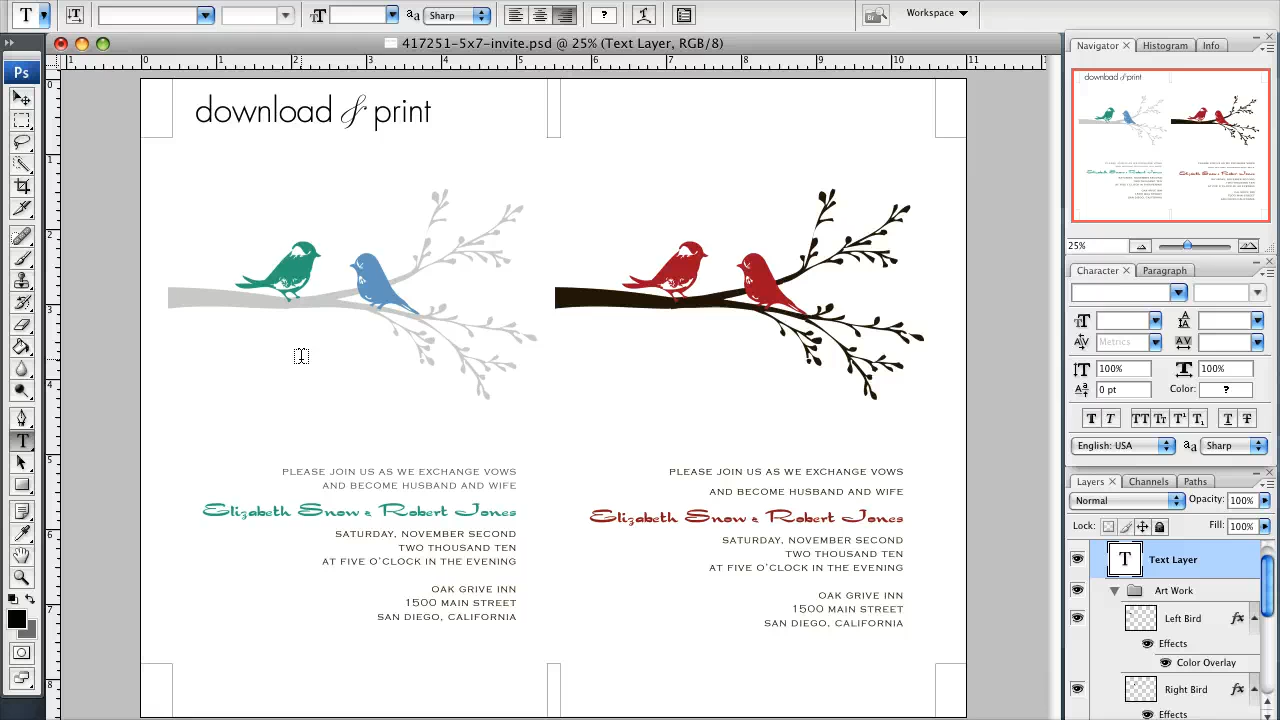 Sharp
Workspace
417251-5x7-invite.psd @ 25% (Text Layer, RGB/8)
Ps
download & print
PLEASE JOIN US AS WE EXCHANGE VOWS
AND BECOME HUSBAND AND WIFE
Elizabeth Snow & Robert Jones
SATURDAY, NOVEMBER SECOND
TWO THOUSAND TEN
AT FIVE O'CLOCK IN THE EVENING
OAK GRIVE INN
1500 MAIN STREET
SAN DIEGO, CALIFORNIA
PLEASE JOIN US AS WE EXCHANGE VOWS
AND BECOME HUSBAND AND WIFE
Elizabeth Snow & Robert Jones
SATURDAY, NOVEMBER SECOND
TWO THOUSAND TEN
AT FIVE O'CLOCK IN THE EVENING
OAK GRIVE INN
1500 MAIN STREET
SAN DIEGO, CALIFORNIA
Navigator Histogram Info
25%
Character Paragraph
Metrics
100% 100%
0 pt Color: ?
English: USA Sharp
Layers Channels Paths
Normal Opacity: 100%
Lock: Fill: 100%
Text Layer
Art Work
Left Bird fx
Effects
Color Overlay
Right Bird fx
Effects